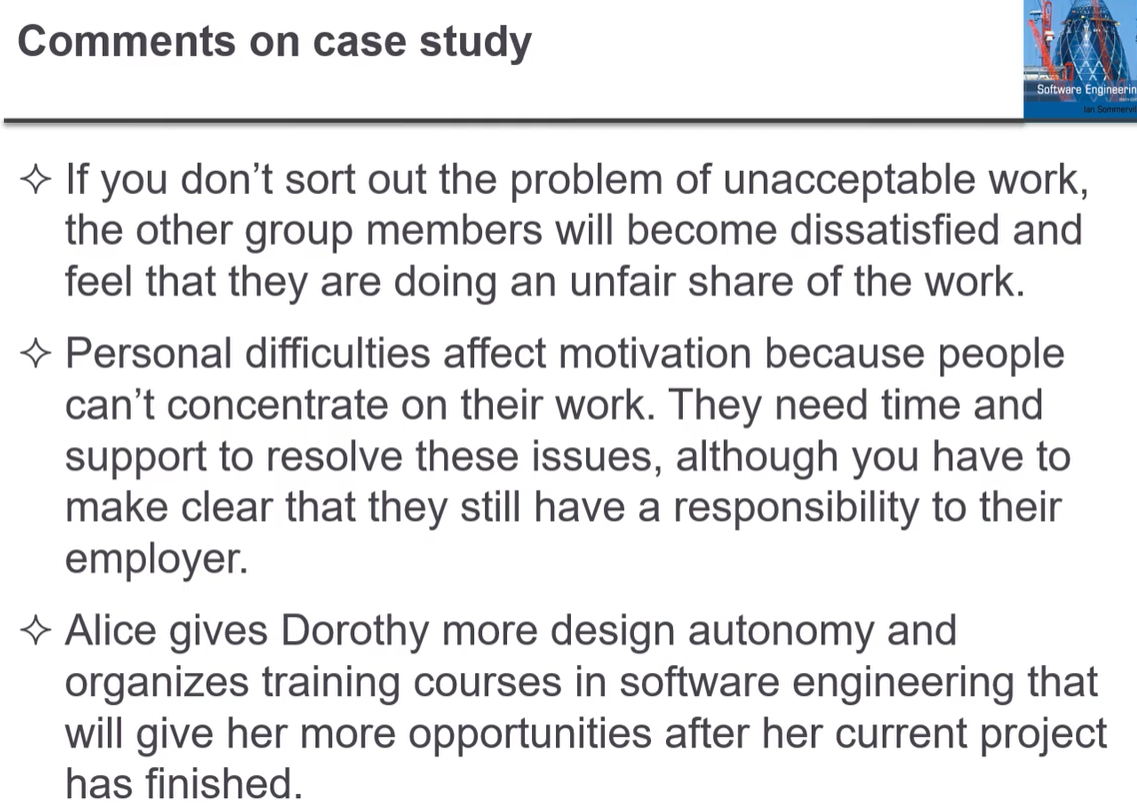 Comments on case study
Software Engineerin
Ian Sommervil
✧ If you don't sort out the problem of unacceptable work,
the other group members will become dissatisfied and
feel that they are doing an unfair share of the work.
✧ Personal difficulties affect motivation because people
can't concentrate on their work. They need time and
support to resolve these issues, although you have to
make clear that they still have a responsibility to their
employer.
✧ Alice gives Dorothy more design autonomy and
organizes training courses in software engineering that
will give her more opportunities after her current project
has finished.